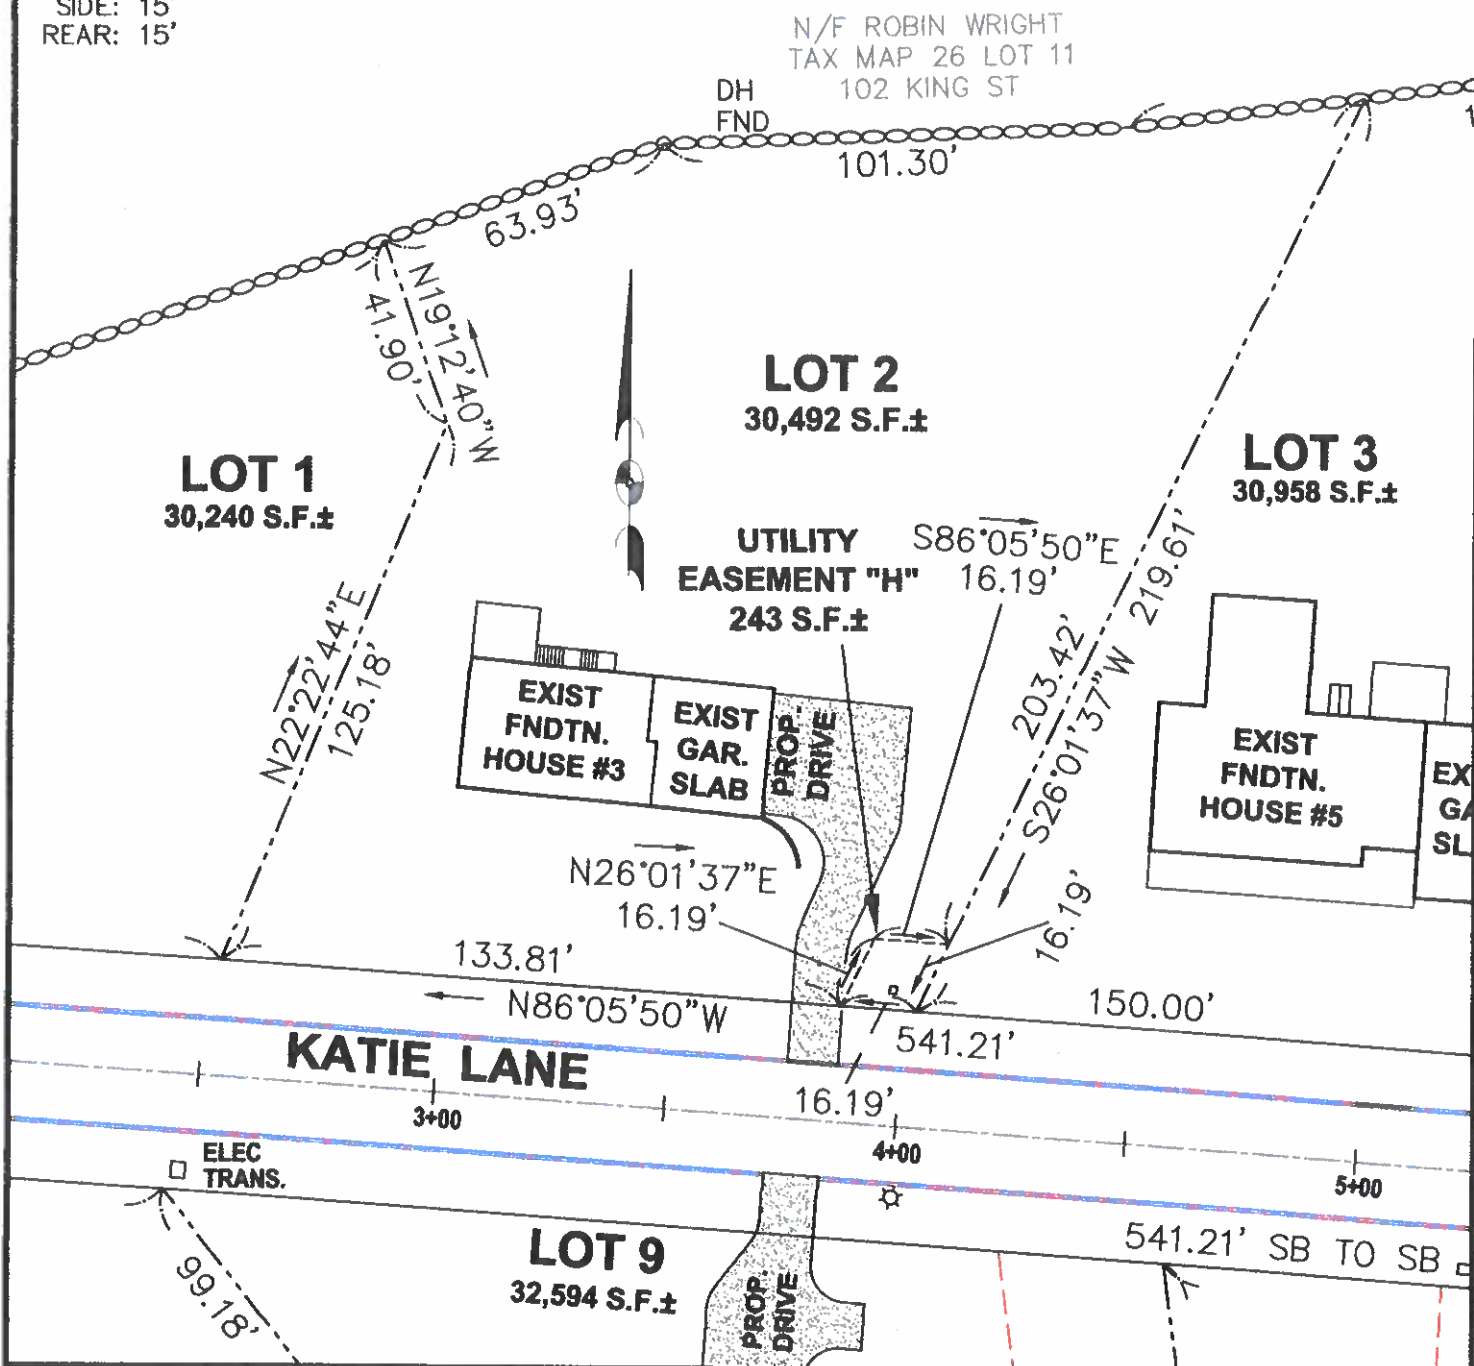 SIDE: 15'
REAR: 15'
N/F ROBIN WRIGHT
TAX MAP 26 LOT 11
102 KING ST
DH
FND
101.30'
63.93'
N19°12'40"W
41.90'
LOT 2
30,492 S.F.±
LOT 1
30,240 S.F.±
LOT 3
30,958 S.F.±
UTILITY
EASEMENT "H"
243 S.F.±
S86°05'50"E
16.19'
219.61'
203.42'
S26°01'37"W
N22°22'44"E
125.18'
EXIST
FNDTN.
HOUSE #3
EXIST
GAR.
SLAB
PROP.
DRIVE
EXIST
FNDTN.
HOUSE #5
EX
GA
SL
N26°01'37"E
16.19'
16.19'
133.81'
N86°05'50"W
150.00'
541.21'
16.19'
KATIE LANE
3+00
4+00
5+00
ELEC
TRANS.
541.21' SB TO SB
LOT 9
32,594 S.F.±
PROP.
DRIVE
99.18'